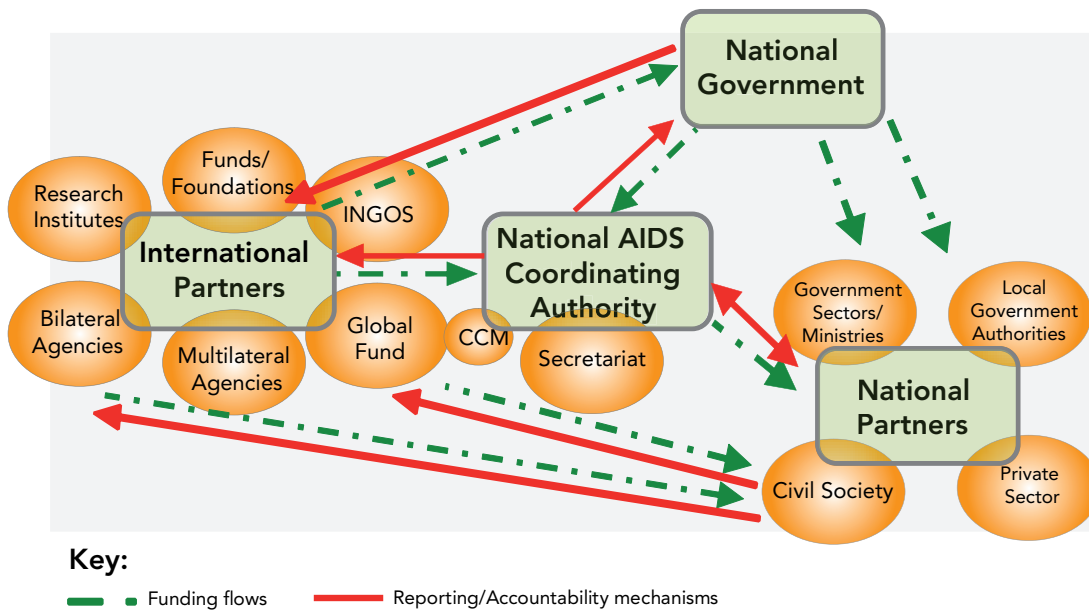 National
Government
Funds/
Foundations
Research
Institutes
INGOS
International
Partners
National AIDS
Coordinating
Authority
Bilateral
Agencies
Multilateral
Agencies
Global
Fund
CCM
Secretariat
Government
Sectors/
Ministries
Local
Government
Authorities
National
Partners
Civil Society
Private
Sector
Key:
Funding flows
Reporting/Accountability mechanisms